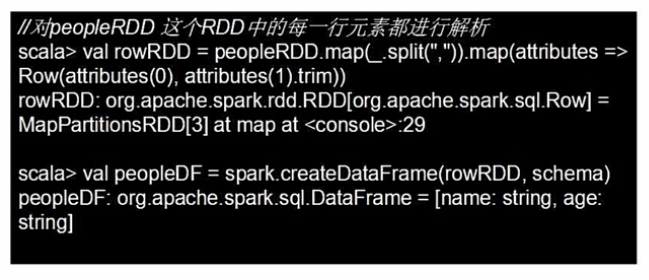 //对peopleRDD 这个RDD中的每一行元素都进行解析
scala> val rowRDD = peopleRDD.map(_.split(",")).map(attributes =>
Row(attributes(0), attributes(1).trim))
rowRDD: org.apache.spark.rdd.RDD[org.apache.spark.sql.Row] =
MapPartitionsRDD[3] at map at <console>:29
scala> val peopleDF = spark.createDataFrame(rowRDD, schema)
peopleDF: org.apache.spark.sql.DataFrame = [name: string, age:
string]